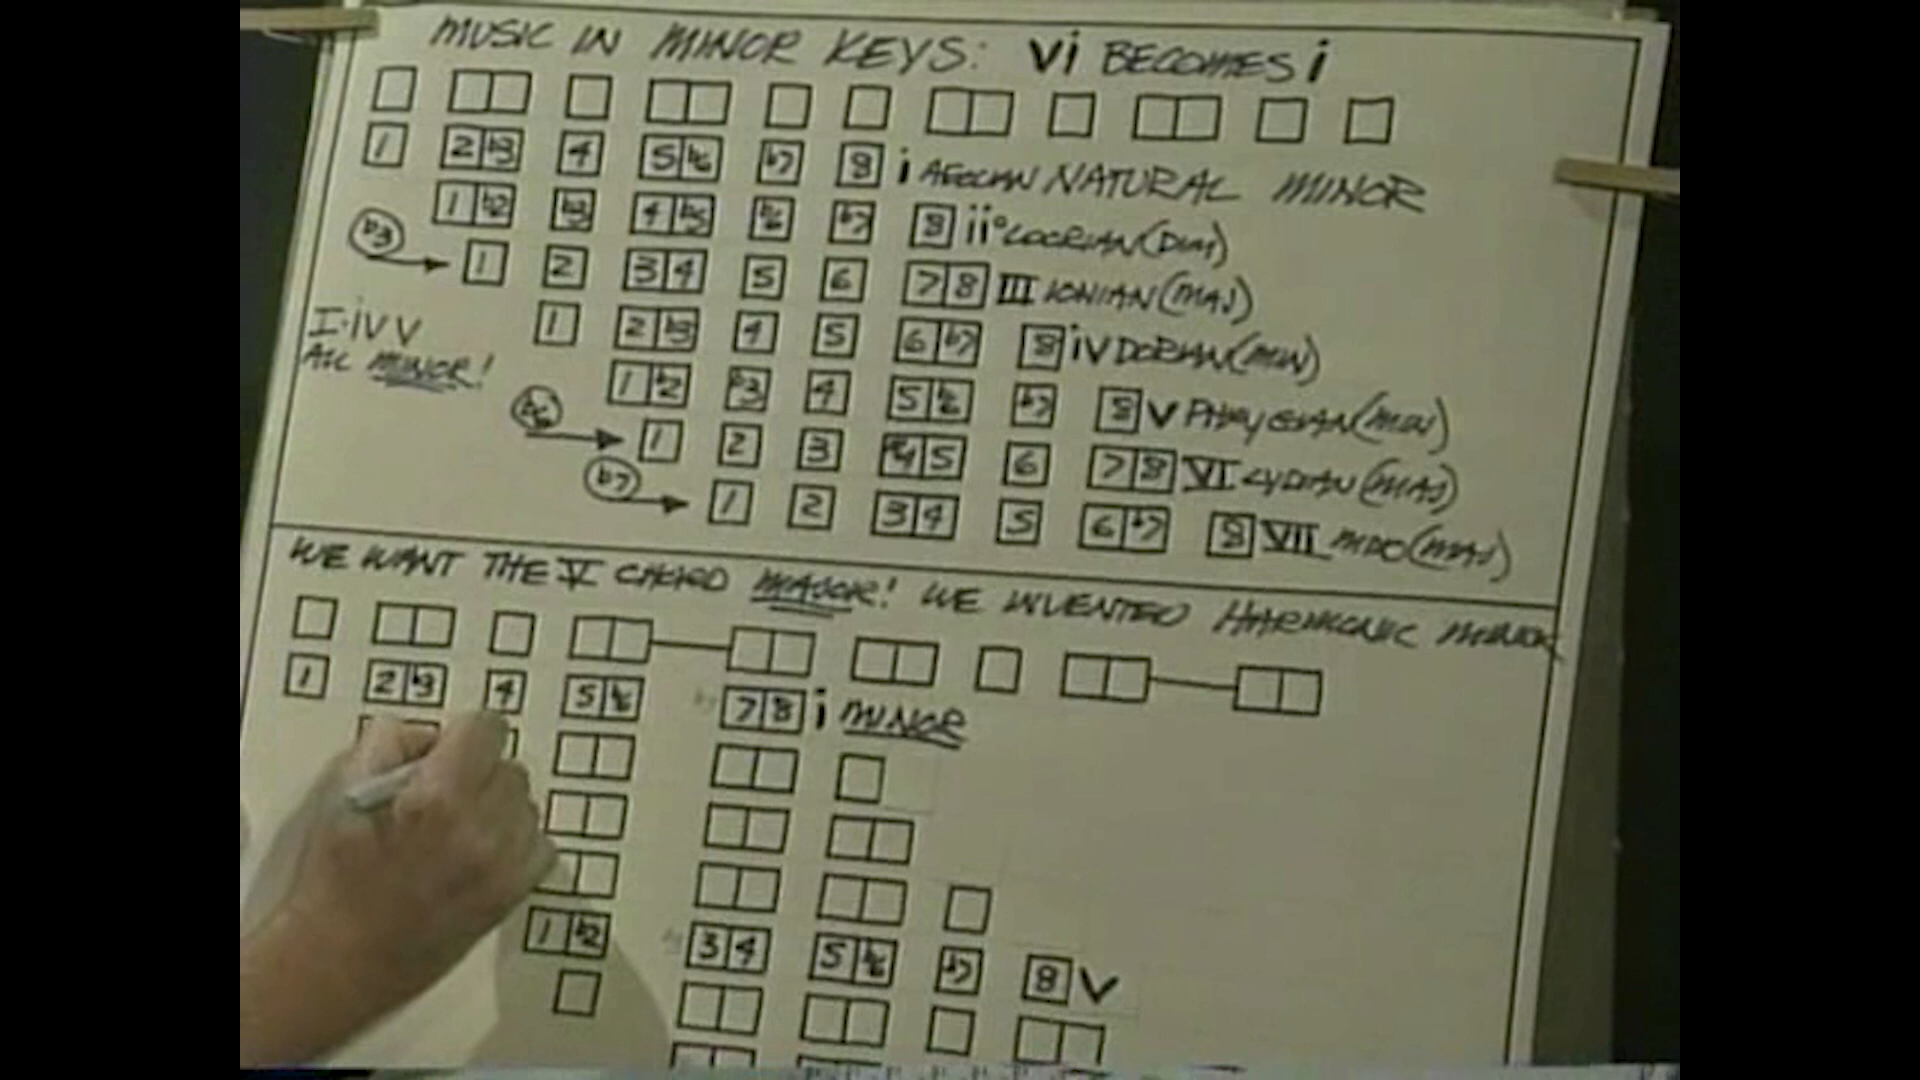 MUSIC IN MINOR KEYS: vi BECOMES i
1 2 b3 4 5 b6 b7 8 i AEOLIAN NATURAL MINOR
1 b2 b3 4 b5 b6 b7 8 ii° LOCRIAN (DIM)
b3 1 2 3 4 5 6 7 8 III IONIAN (MAJ)
I·iV V 1 2 b3 4 5 6 b7 8 iV DORIAN (MIN)
ALL MINOR! 1 b2 b3 4 5 b6 b7 8 V PHRYGIAN (MIN)
b6 1 2 3 #4 5 6 7 8 VI LYDIAN (MAJ)
b7 1 2 3 4 5 6 b7 8 VII MIXO (MAJ)
WE WANT THE V CHORD MAJOR! WE INVENTED HARMONIC MINOR
1 2 b3 4 5 b6 7 8 i MINOR
1 b2 3 4 5 b6 b7 8 V